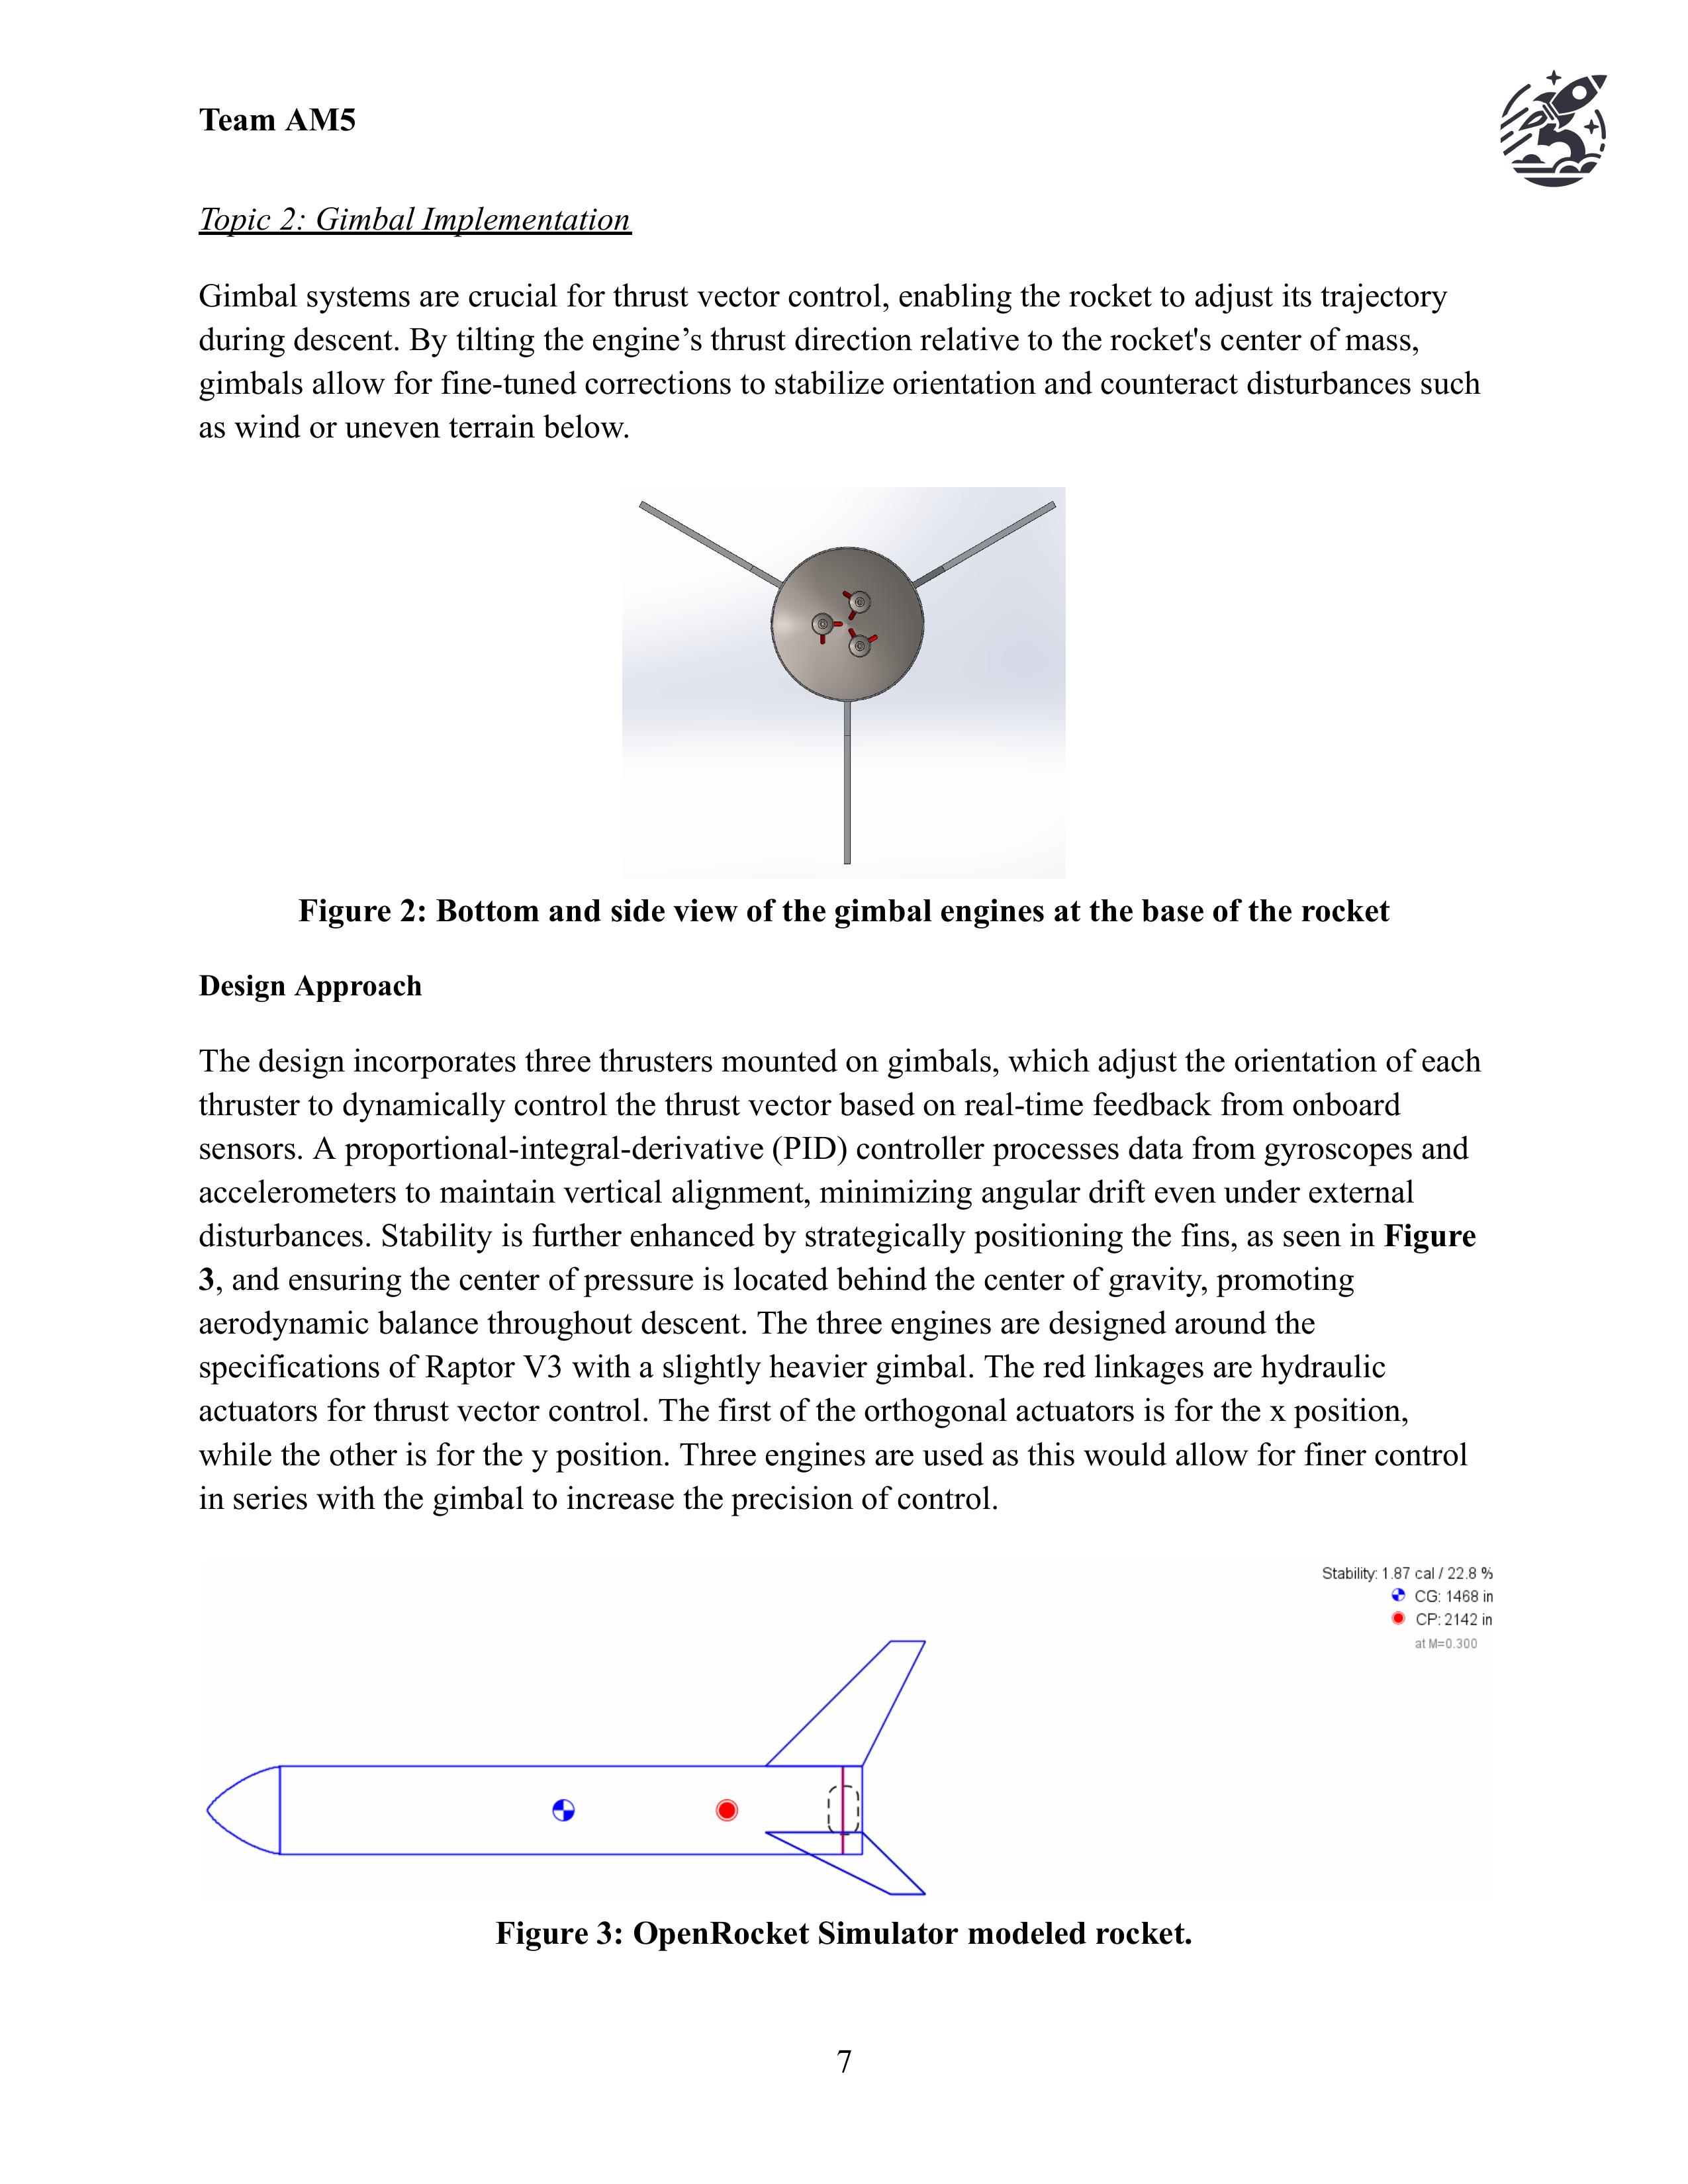 Team AM5
Topic 2: Gimbal Implementation
Gimbal systems are crucial for thrust vector control, enabling the rocket to adjust its trajectory
during descent. By tilting the engine’s thrust direction relative to the rocket's center of mass,
gimbals allow for fine-tuned corrections to stabilize orientation and counteract disturbances such
as wind or uneven terrain below.
Figure 2: Bottom and side view of the gimbal engines at the base of the rocket
Design Approach
The design incorporates three thrusters mounted on gimbals, which adjust the orientation of each
thruster to dynamically control the thrust vector based on real-time feedback from onboard
sensors. A proportional-integral-derivative (PID) controller processes data from gyroscopes and
accelerometers to maintain vertical alignment, minimizing angular drift even under external
disturbances. Stability is further enhanced by strategically positioning the fins, as seen in Figure
3, and ensuring the center of pressure is located behind the center of gravity, promoting
aerodynamic balance throughout descent. The three engines are designed around the
specifications of Raptor V3 with a slightly heavier gimbal. The red linkages are hydraulic
actuators for thrust vector control. The first of the orthogonal actuators is for the x position,
while the other is for the y position. Three engines are used as this would allow for finer control
in series with the gimbal to increase the precision of control.
Stability: 1.87 cal / 22.8 %
CG: 1468 in
CP: 2142 in
at M=0.300
Figure 3: OpenRocket Simulator modeled rocket.
7